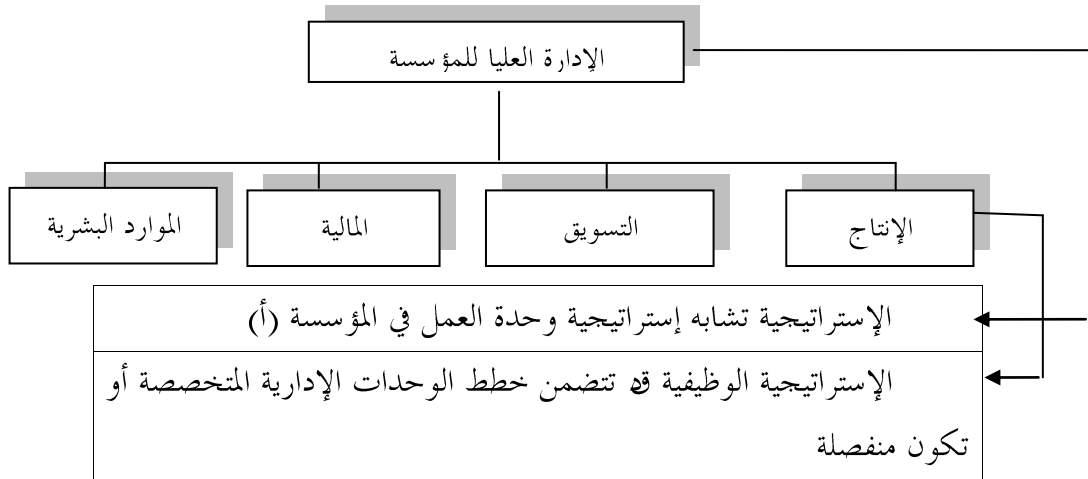 الإدارة العليا للمؤسسة
الإنتاج
التسويق
المالية
الموارد البشرية
الإستراتيجية تشابه إستراتيجية وحدة العمل في المؤسسة (أ)
الإستراتيجية الوظيفية قد تتضمن خطط الوحدات الإدارية المتخصصة أو
تكون منفصلة